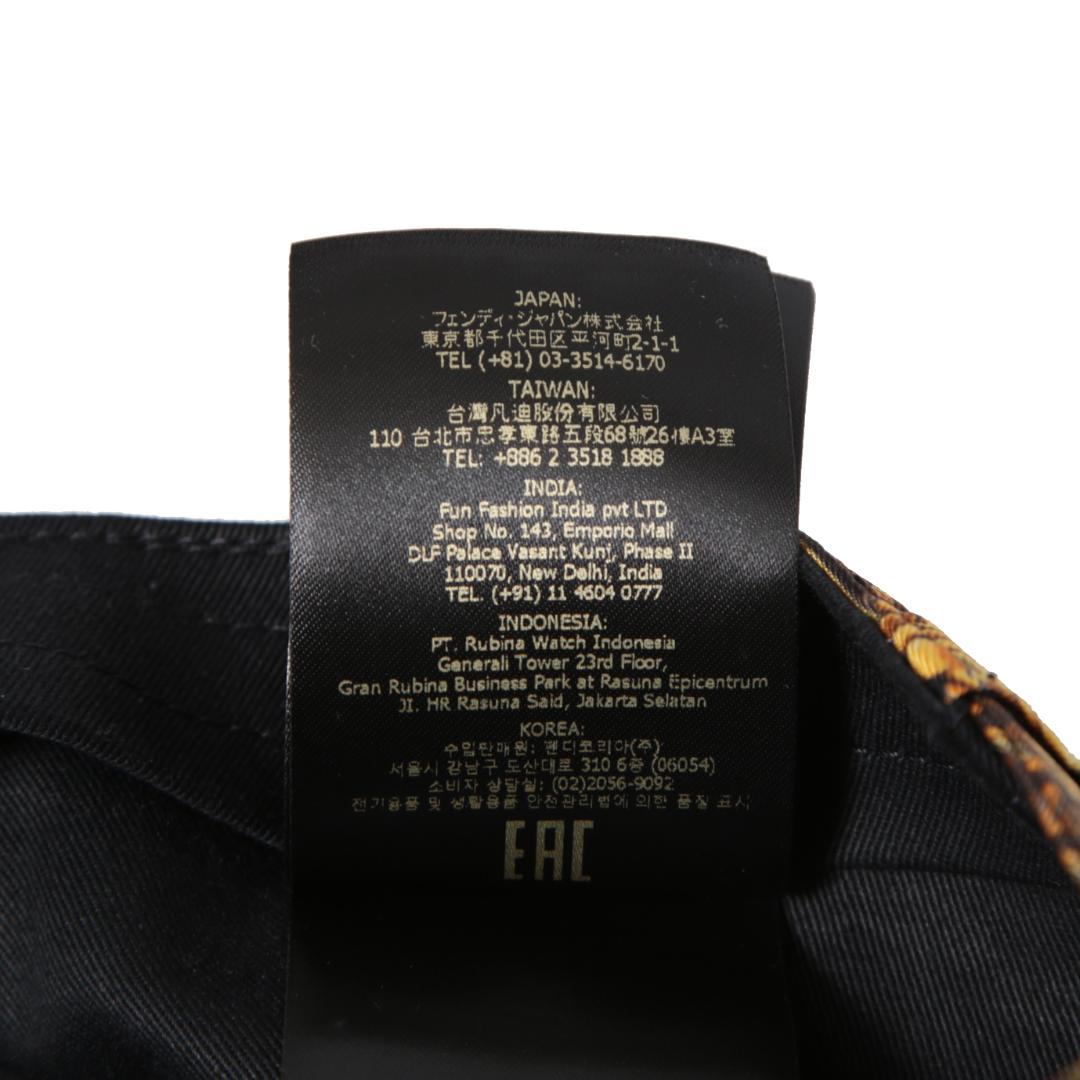 JAPAN:
フェンディ・ジャパン株式会社
東京都千代田区平河町2-1-1
TEL (+81) 03-3514-6170
TAIWAN:
台灣凡迪股份有限公司
110 台北市忠孝東路五段68號26樓A3室
TEL: +886 2 3518 1888
INDIA:
Fun Fashion India pvt LTD
Shop No. 143, Emporio Mall
DLF Palace Vasant Kunj, Phase II
110070, New Delhi, India
TEL. (+91) 11 4604 0777
INDONESIA:
PT. Rubina Watch Indonesia
Generali Tower 23rd Floor,
Gran Rubina Business Park at Rasuna Epicentrum
JI. HR Rasuna Said, Jakarta Selatan
KOREA:
수입판매원: 펜디코리아(주)
서울시 강남구 도산대로 310 6층 (06054)
소비자 상담실: (02)2056-9092
전기용품 및 생활용품 안전관리법에 의한 품질 표시
EAC